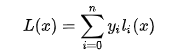 L(x) = \sum_{i=0}^{n} y_i l_i(x)